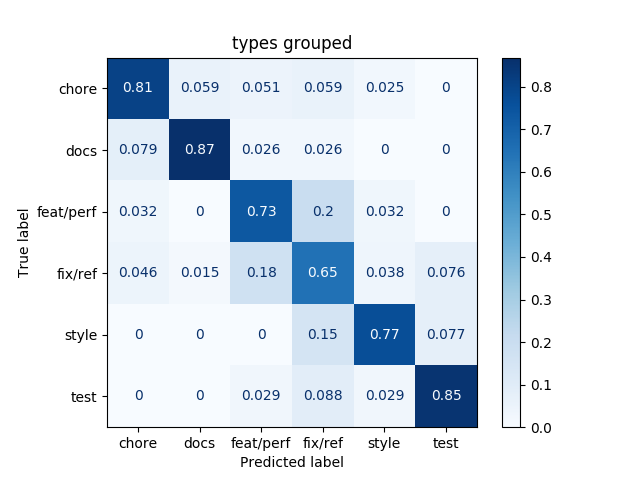 types grouped
True label
chore 0.81 0.059 0.051 0.059 0.025 0
docs 0.079 0.87 0.026 0.026 0 0
feat/perf 0.032 0 0.73 0.2 0.032 0
fix/ref 0.046 0.015 0.18 0.65 0.038 0.076
style 0 0 0 0.15 0.77 0.077
test 0 0 0.029 0.088 0.029 0.85
chore docs feat/perf fix/ref style test
Predicted label
0.8
0.7
0.6
0.5
0.4
0.3
0.2
0.1
0.0